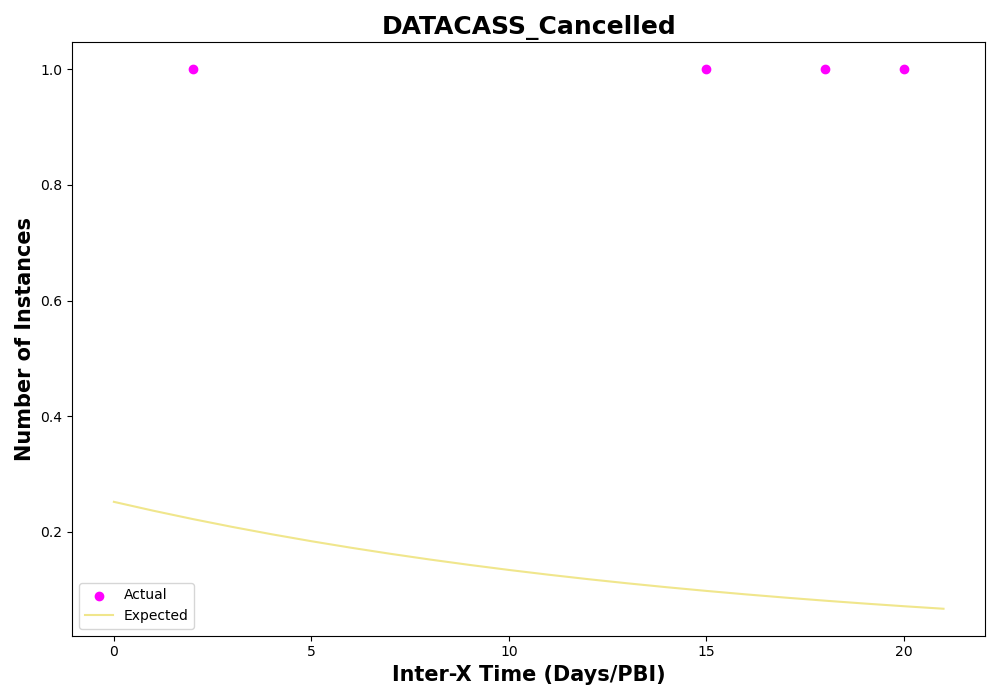 DATACASS_Cancelled
Number of Instances
1.0
0.8
0.6
0.4
0.2
Actual
Expected
0 5 10 15 20
Inter-X Time (Days/PBI)